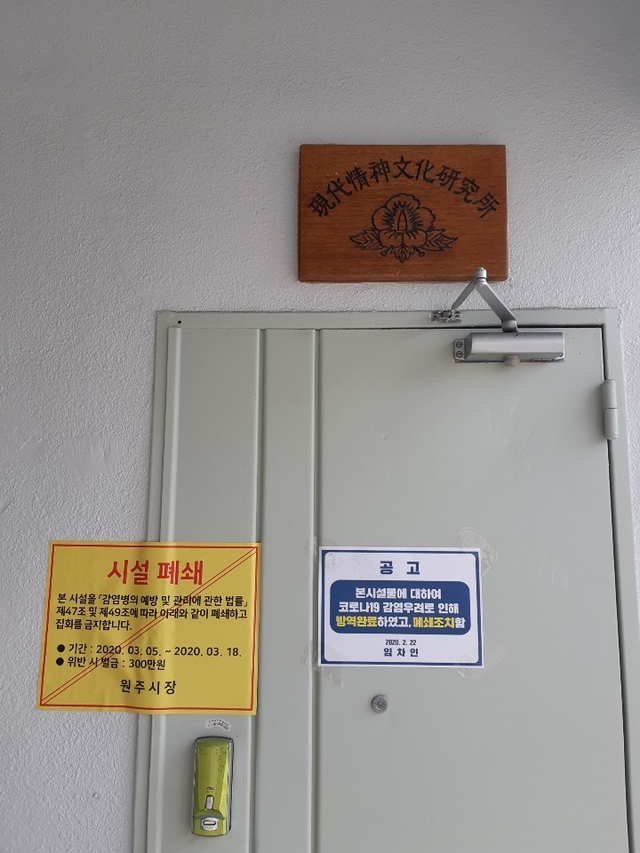 現代情神文化硏究所
시설 폐쇄
본 시설을 「감염병의 예방 및 관리에 관한 법률」
제47조 및 제49조에 따라 아래와 같이 폐쇄하고
집회를 금지합니다.
● 기간 : 2020. 03. 05. ~ 2020. 03. 18.
● 위반 시 벌금 : 300만원
원주시장
공 고
본시설물에 대하여
코로나19 감염우려로 인해
방역완료하였고, 폐쇄조치함
2020. 2. 22
임 차 인